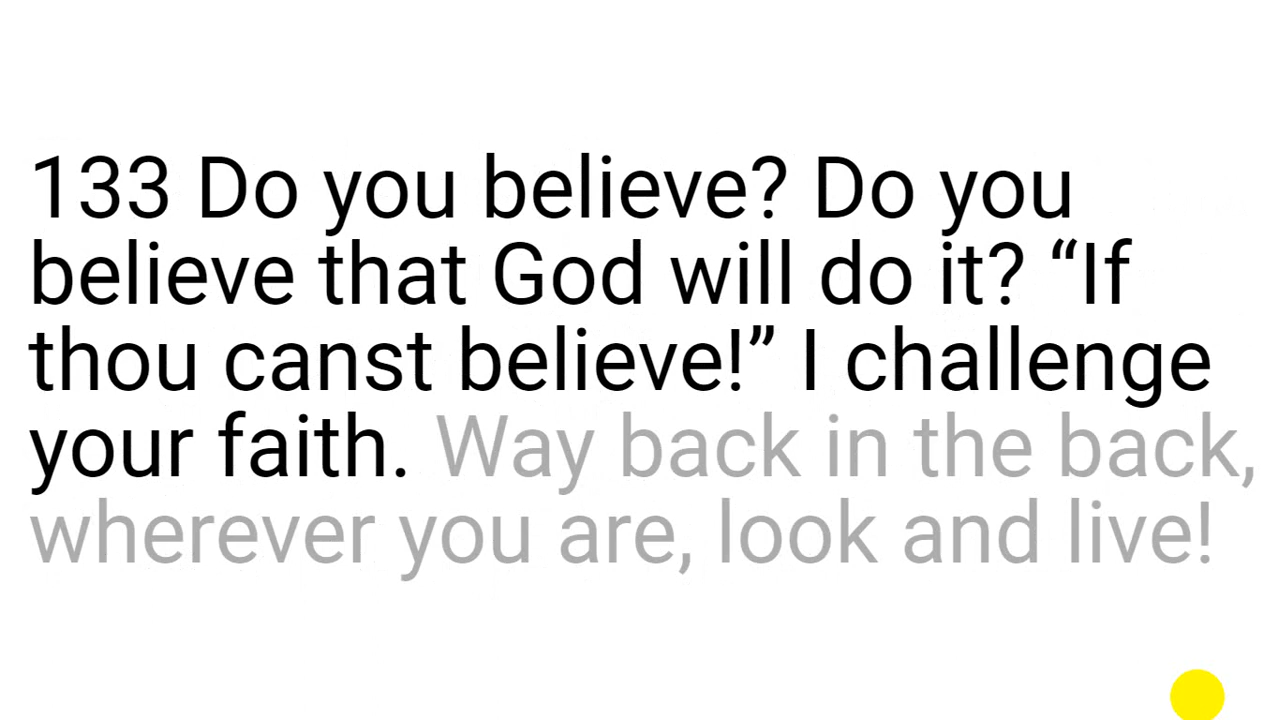 133 Do you believe? Do you
believe that God will do it? “If
thou canst believe!” I challenge
your faith. Way back in the back,
wherever you are, look and live!